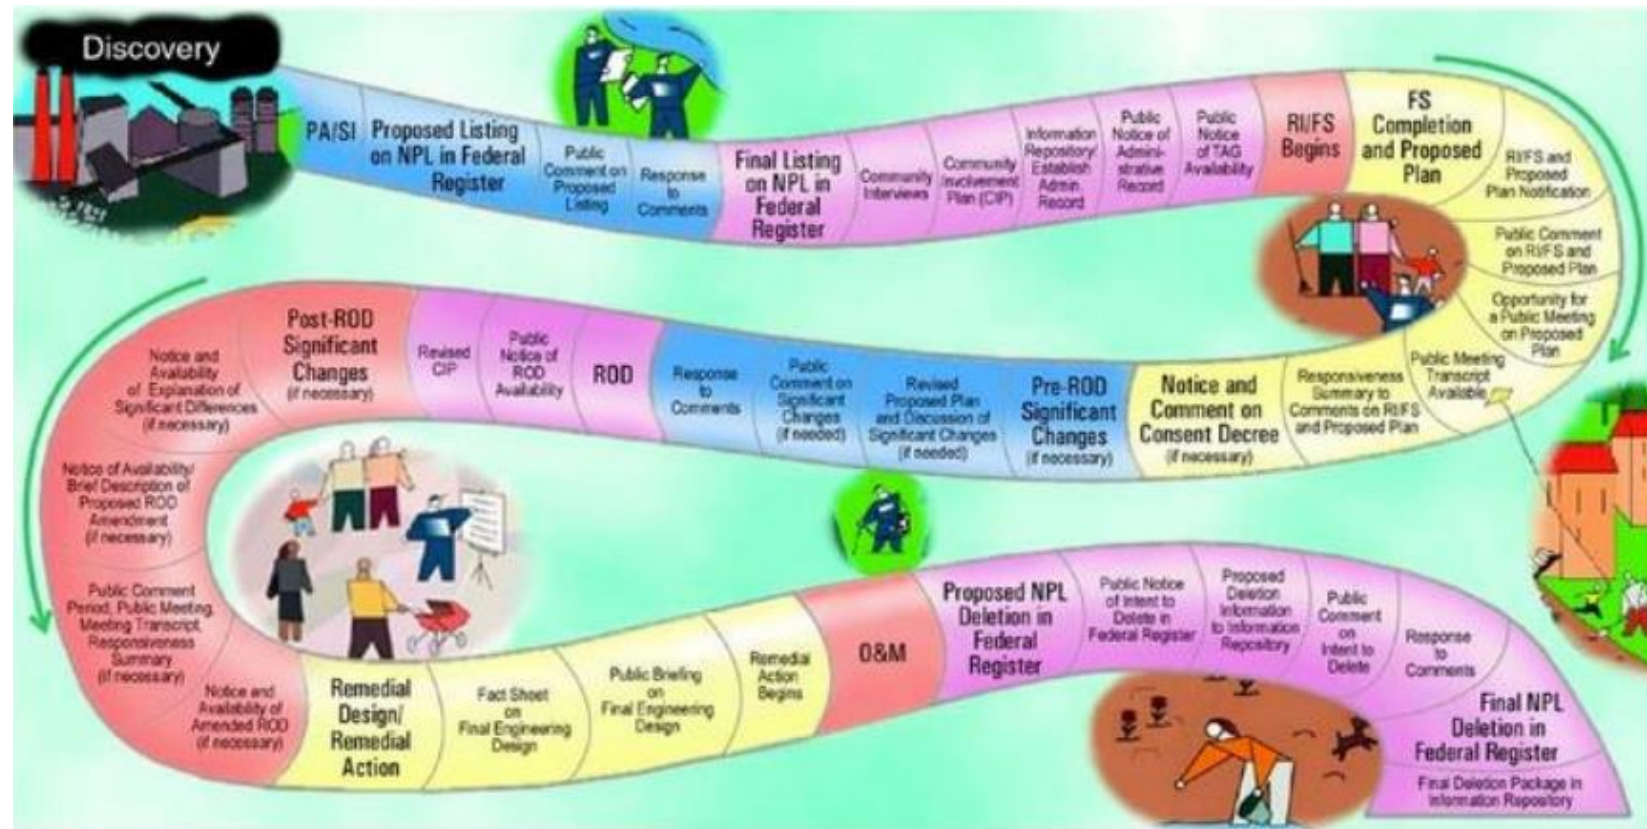 Discovery
PA/SI
Proposed Listing
on NPL in Federal
Register
Public
Comment on
Proposed
Listing
Response
to
Comments
Final Listing
on NPL in
Federal
Register
Community
Interviews
Community
Involvement
Plan (CIP)
Information
Repository/
Establish
Admin.
Record
Public
Notice of
Admini-
strative
Record
Public
Notice
of TAG
Availability
RI/FS
Begins
FS
Completion
and Proposed
Plan
RI/FS and
Proposed
Plan Notification
Public Comment
on RI/FS and
Proposed Plan
Opportunity for
a Public Meeting
on Proposed
Plan
Public Meeting
Transcript
Available
Responsiveness
Summary to
Comments on RI/FS
and Proposed Plan
Notice and
Comment on
Consent Decree
(if necessary)
Pre-ROD
Significant
Changes
(if necessary)
Revised
Proposed Plan
and Discussion of
Significant Changes
(if needed)
Public
Comment on
Significant
Changes
(if needed)
Response
to
Comments
ROD
Public
Notice of
ROD
Availability
Revised
CIP
Post-ROD
Significant
Changes
(if necessary)
Notice and
Availability
of Explanation of
Significant Differences
(if necessary)
Notice of Availability/
Brief Description of
Proposed ROD
Amendment
(if necessary)
Public Comment
Period, Public Meeting,
Meeting Transcript,
Responsiveness
Summary
(if necessary)
Notice and
Availability of
Amended ROD
(if necessary)
Remedial
Design/
Remedial
Action
Fact Sheet
on
Final Engineering
Design
Public Briefing
on
Final Engineering
Design
Remedial
Action
Begins
O&M
Proposed NPL
Deletion in
Federal
Register
Public Notice
of Intent to
Delete in
Federal Register
Proposed
Deletion
Information
to Information
Repository
Public
Comment
on
Intent to
Delete
Response
to
Comments
Final NPL
Deletion in
Federal Register
Final Deletion Package in
Information Repository